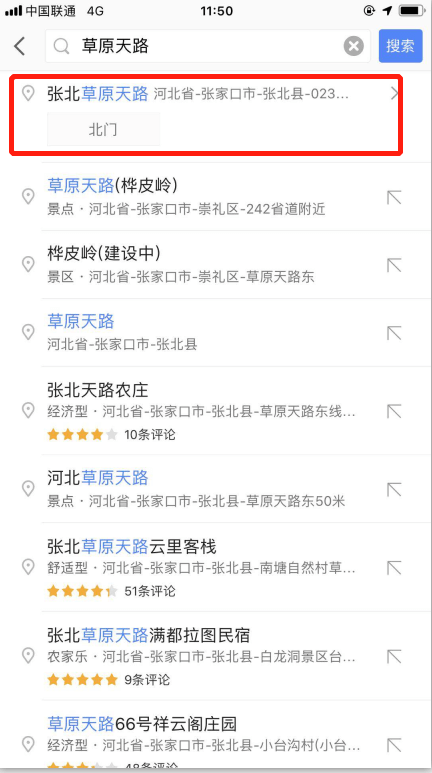 中国联通 4G 11:50
草原天路 搜索
张北草原天路 河北省-张家口市-张北县-023...
北门
草原天路(桦皮岭)
景点·河北省-张家口市-崇礼区-242省道附近
桦皮岭(建设中)
景区·河北省-张家口市-崇礼区-草原天路东
草原天路
河北省-张家口市-张北县
张北天路农庄
经济型·河北省-张家口市-张北县-草原天路东线...
10条评论
河北草原天路
景点·河北省-张家口市-张北县-草原天路东50米
张北草原天路云里客栈
舒适型·河北省-张家口市-张北县-南塘自然村草...
51条评论
张北草原天路满都拉图民宿
农家乐·河北省-张家口市-张北县-白龙洞景区台...
9条评论
草原天路66号祥云阁庄园
经济型·河北省-张家口市-张北县-小台沟村(小台...
48条评论